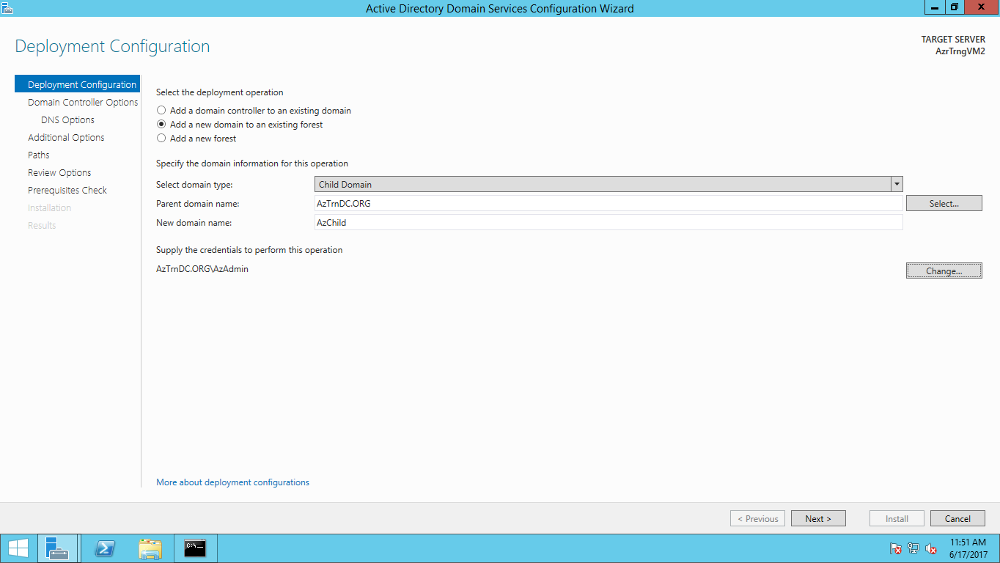 Active Directory Domain Services Configuration Wizard
Deployment Configuration
TARGET SERVER
AzrTrngVM2
Deployment Configuration
Domain Controller Options
DNS Options
Additional Options
Paths
Review Options
Prerequisites Check
Installation
Results
Select the deployment operation
Add a domain controller to an existing domain
Add a new domain to an existing forest
Add a new forest
Specify the domain information for this operation
Select domain type: Child Domain
Parent domain name: AzTrnDC.ORG Select...
New domain name: AzChild
Supply the credentials to perform this operation
AzTrnDC.ORG\AzAdmin Change...
More about deployment configurations
< Previous Next > Install Cancel
C:\_
11:51 AM
6/17/2017